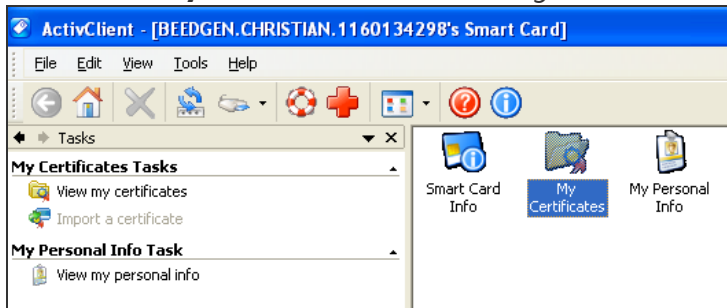 ActivClient - [BEEDGEN.CHRISTIAN.1160134298's Smart Card]
File Edit View Tools Help
Tasks
My Certificates Tasks
View my certificates
Import a certificate
My Personal Info Task
View my personal info
Smart Card Info
My Certificates
My Personal Info